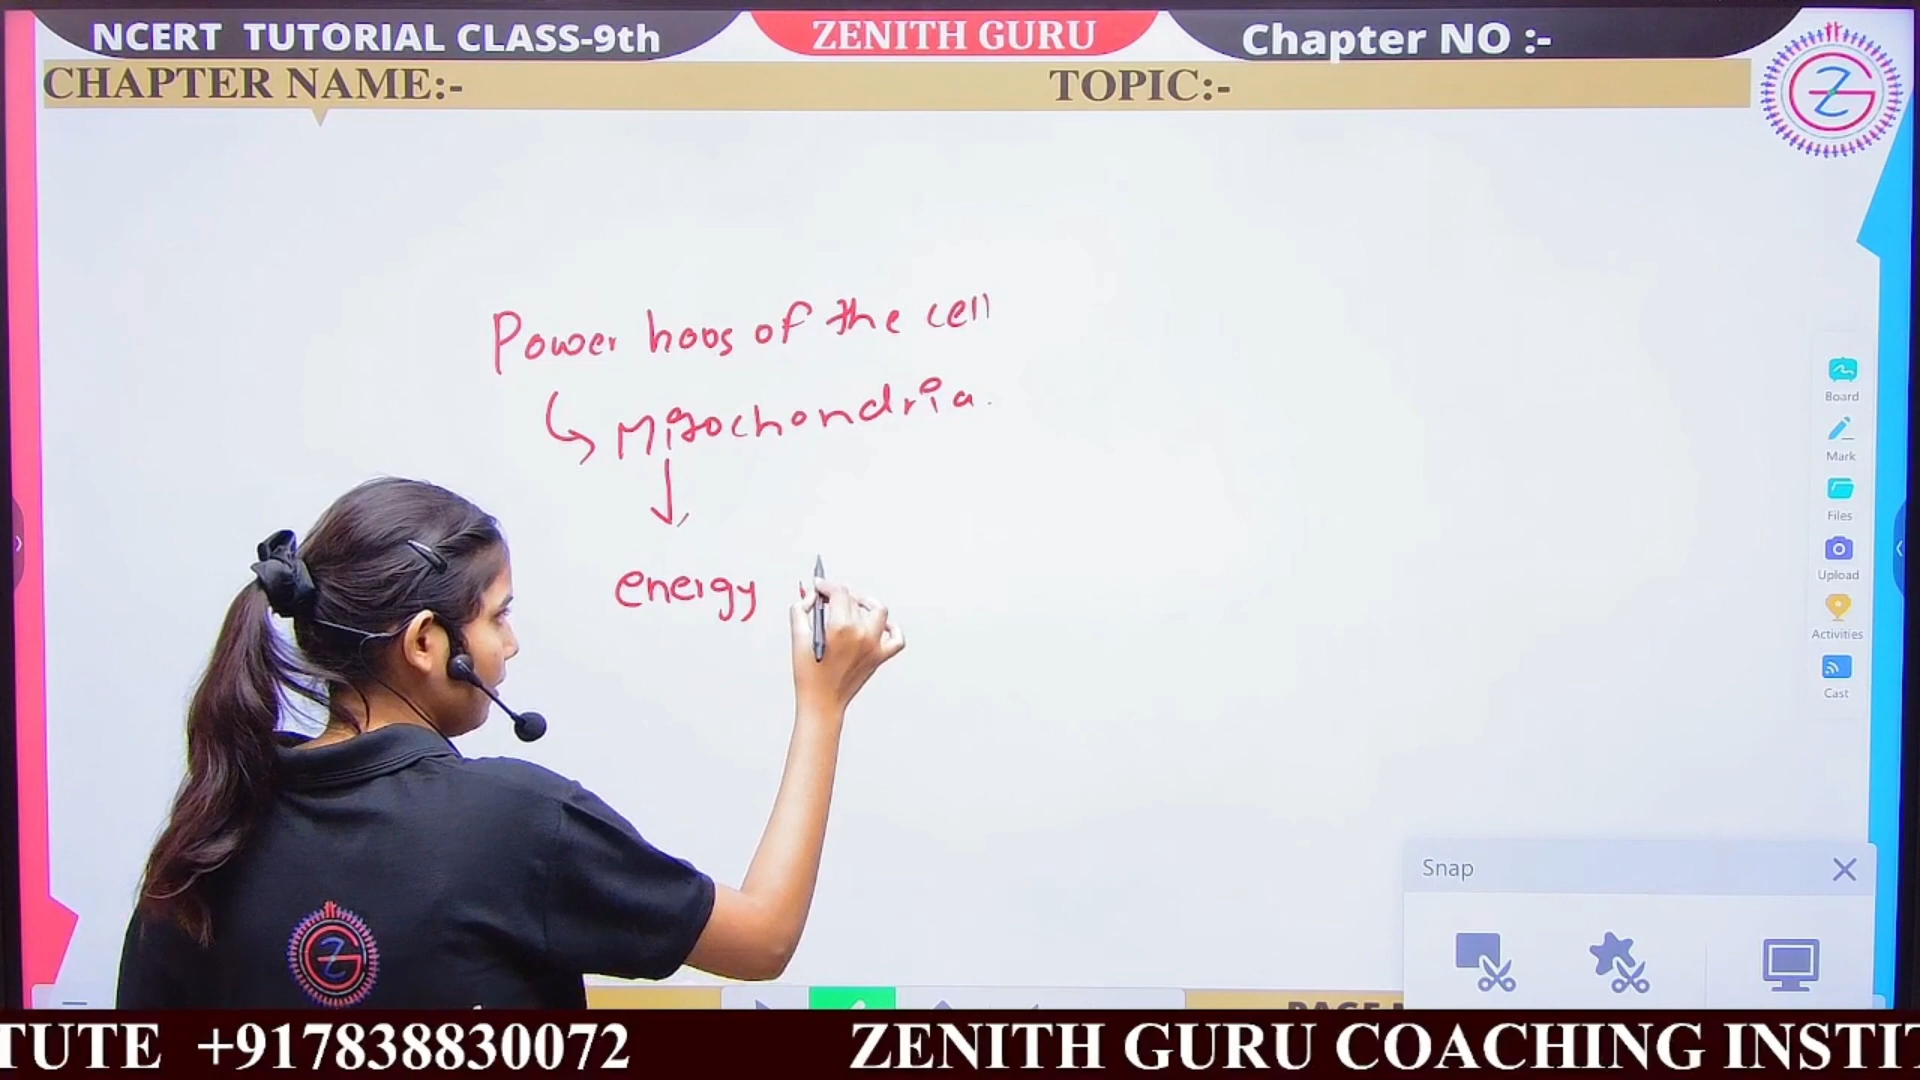 NCERT TUTORIAL CLASS-9th
ZENITH GURU
Chapter NO :-
CHAPTER NAME:-
TOPIC:-
Power hoos of the cell
Mitochondria.
energy
Board
Mark
Files
Upload
Activities
Cast
Snap
TUTE +917838830072 ZENITH GURU COACHING INSTIT